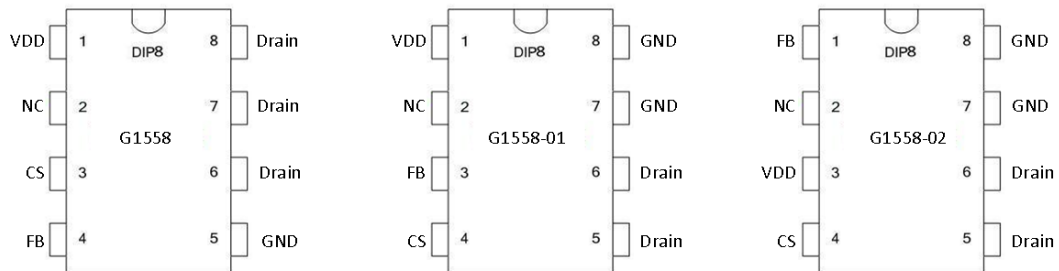 VDD 1 DIP8 8 Drain
NC 2 7 Drain
G1558
CS 3 6 Drain
FB 4 5 GND
VDD 1 DIP8 8 GND
NC 2 7 GND
G1558-01
FB 3 6 Drain
CS 4 5 Drain
FB 1 DIP8 8 GND
NC 2 7 GND
G1558-02
VDD 3 6 Drain
CS 4 5 Drain